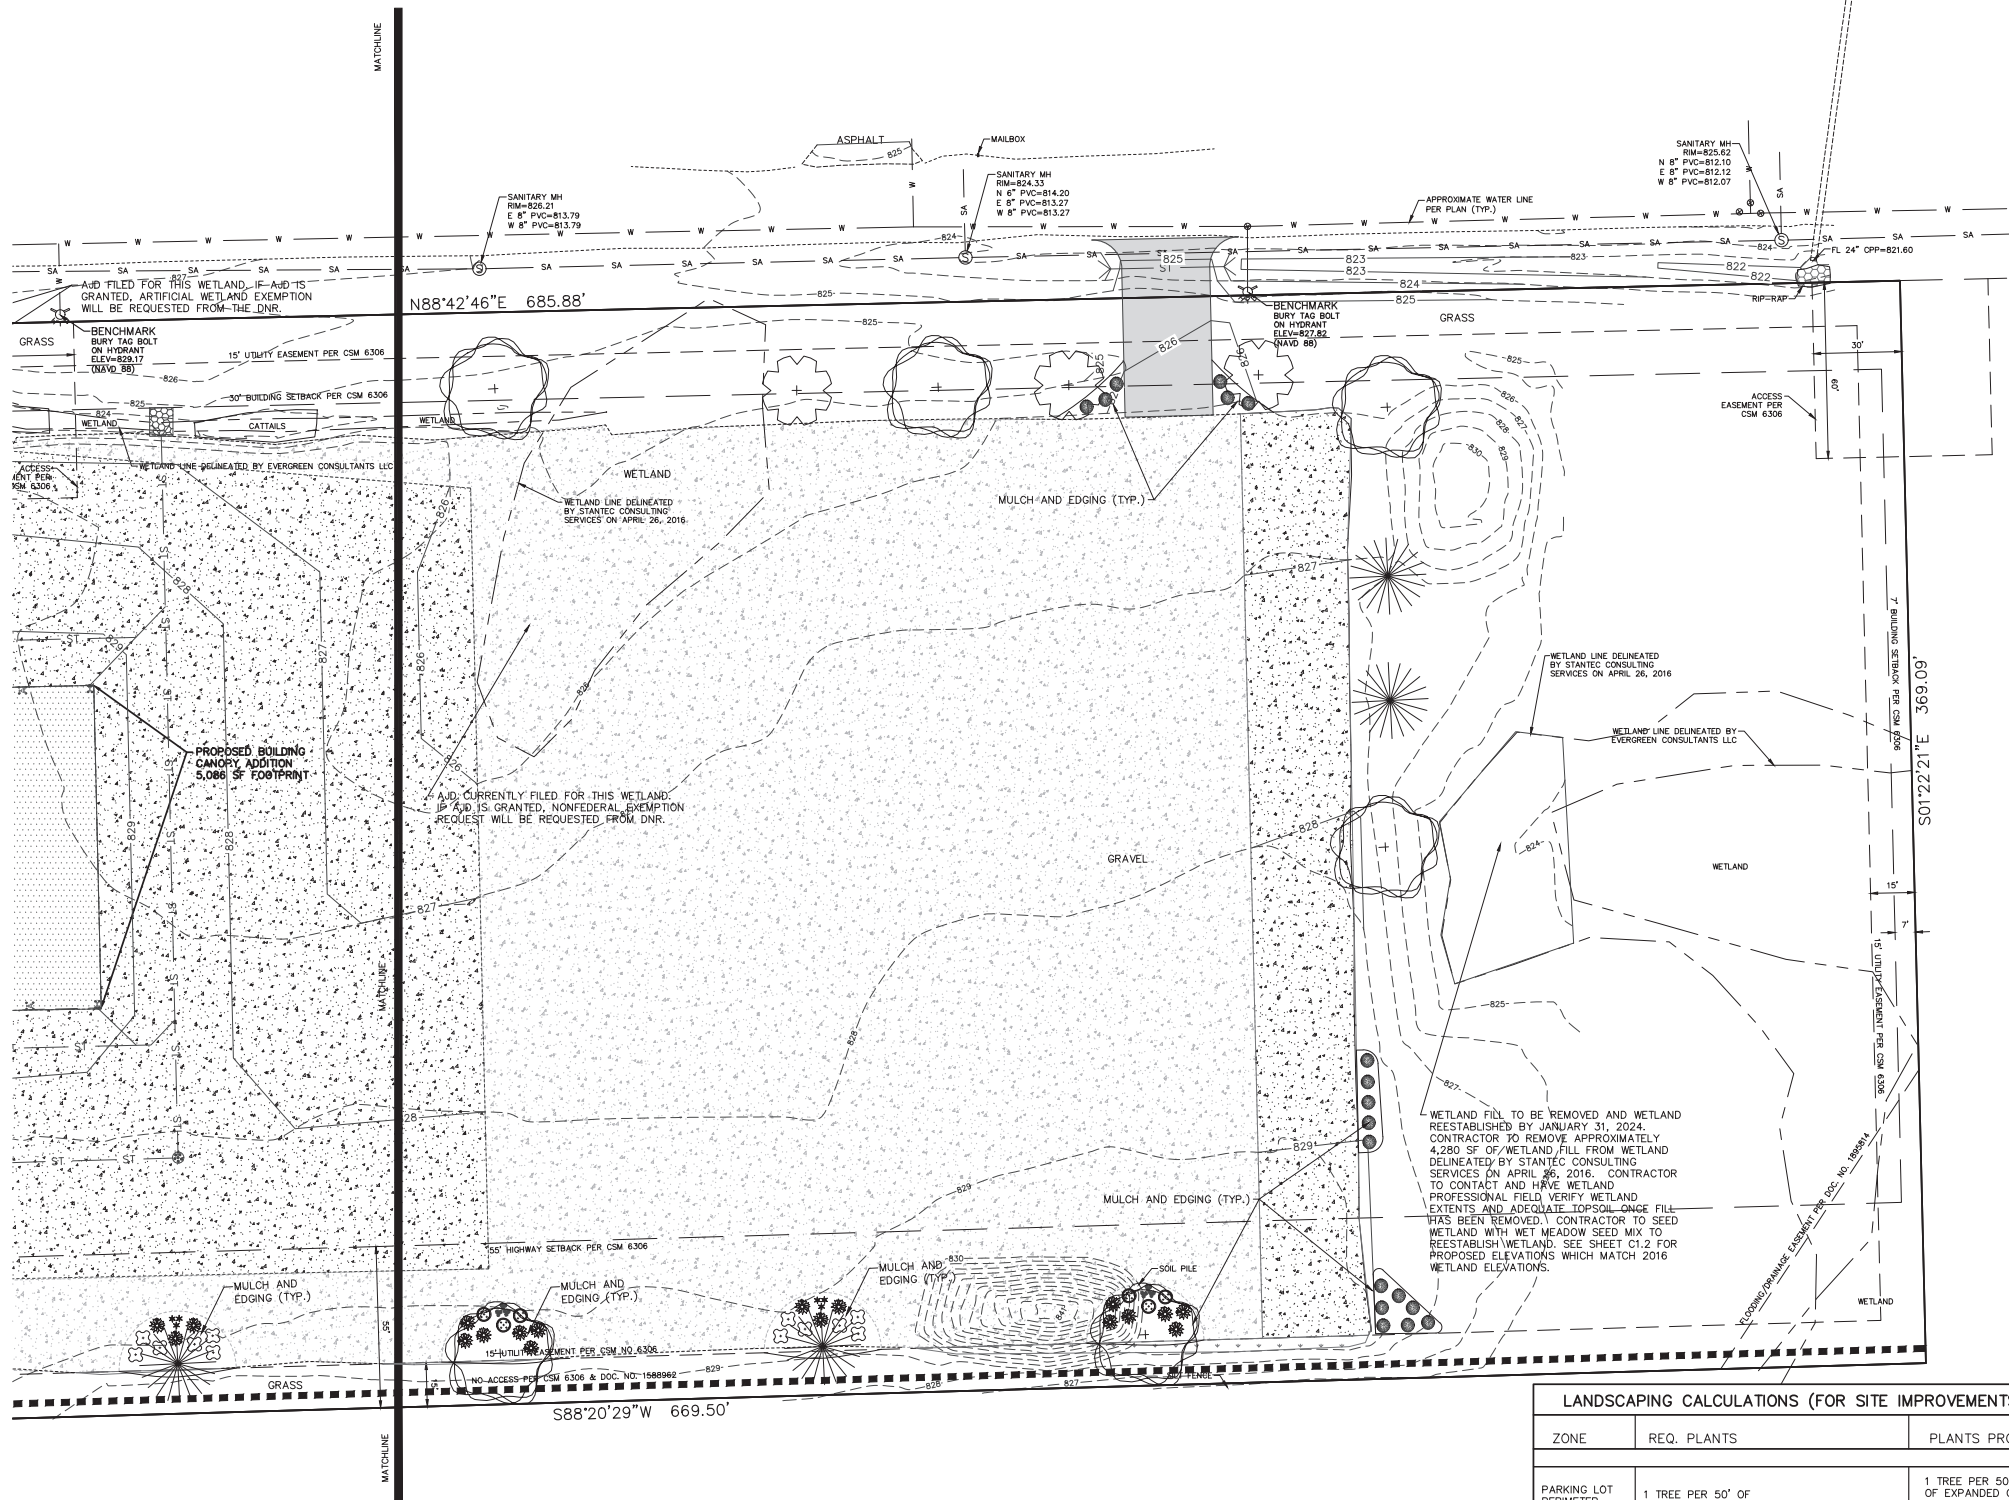 MATCHLINE
ASPHALT
825
MAILBOX
SANITARY MH
RIM=826.21
E 8" PVC=813.79
W 8" PVC=813.79
SANITARY MH
RIM=824.33
N 6" PVC=814.20
E 8" PVC=813.27
W 8" PVC=813.27
SANITARY MH
RIM=825.62
N 8" PVC=812.10
E 8" PVC=812.12
W 8" PVC=812.07
APPROXIMATE WATER LINE
PER PLAN (TYP.)
FL 24" CPP=821.60
RIP-RAP
AJD FILED FOR THIS WETLAND. IF AJD IS
GRANTED, ARTIFICIAL WETLAND EXEMPTION
WILL BE REQUESTED FROM THE DNR.
N88°42'46"E 685.88'
BENCHMARK
BURY TAG BOLT
ON HYDRANT
ELEV=829.17
(NAVD 88)
BENCHMARK
BURY TAG BOLT
ON HYDRANT
ELEV=827.82
(NAVD 88)
GRASS
GRASS
15' UTILITY EASEMENT PER CSM 6306
30' BUILDING SETBACK PER CSM 6306
30'
60'
ACCESS
EASEMENT PER
CSM 6306
WETLAND
CATTAILS
WETLAND
WETLAND LINE DELINEATED BY EVERGREEN CONSULTANTS LLC
WETLAND
WETLAND LINE DELINEATED
BY STANTEC CONSULTING
SERVICES ON APRIL 26, 2016
MULCH AND EDGING (TYP.)
WETLAND LINE DELINEATED
BY STANTEC CONSULTING
SERVICES ON APRIL 26, 2016
WETLAND LINE DELINEATED BY
EVERGREEN CONSULTANTS LLC
7' BUILDING SETBACK PER CSM 6306
S01°22'21"E 369.09'
PROPOSED BUILDING
CANOPY ADDITION
5,086 SF FOOTPRINT
AJD CURRENTLY FILED FOR THIS WETLAND.
IF AJD IS GRANTED, NONFEDERAL EXEMPTION
REQUEST WILL BE REQUESTED FROM DNR.
GRAVEL
WETLAND
15'
7'
15' UTILITY EASEMENT PER CSM 6306
MATCHLINE
WETLAND FILL TO BE REMOVED AND WETLAND
REESTABLISHED BY JANUARY 31, 2024.
CONTRACTOR TO REMOVE APPROXIMATELY
4,280 SF OF WETLAND FILL FROM WETLAND
DELINEATED BY STANTEC CONSULTING
SERVICES ON APRIL 26, 2016. CONTRACTOR
TO CONTACT AND HAVE WETLAND
PROFESSIONAL FIELD VERIFY WETLAND
EXTENTS AND ADEQUATE TOPSOIL ONCE FILL
HAS BEEN REMOVED. CONTRACTOR TO SEED
WETLAND WITH WET MEADOW SEED MIX TO
REESTABLISH WETLAND. SEE SHEET C1.2 FOR
PROPOSED ELEVATIONS WHICH MATCH 2016
WETLAND ELEVATIONS.
FLOODING/DRAINAGE EASEMENT PER DOC. NO. 1895814
MULCH AND EDGING (TYP.)
55' HIGHWAY SETBACK PER CSM 6306
MULCH AND
EDGING (TYP.)
MULCH AND
EDGING (TYP.)
MULCH AND
EDGING (TYP.)
SOIL PILE
WETLAND
55'
15' UTILITY EASEMENT PER CSM NO. 6306
NO ACCESS PER CSM 6306 & DOC. NO. 1588962
GRASS
15'
S88°20'29"W 669.50'
MATCHLINE
LANDSCAPING CALCULATIONS (FOR SITE IMPROVEMENTS
ZONE REQ. PLANTS PLANTS PRO
PARKING LOT
1 TREE PER 50' OF
1 TREE PER 50
OF EXPANDED